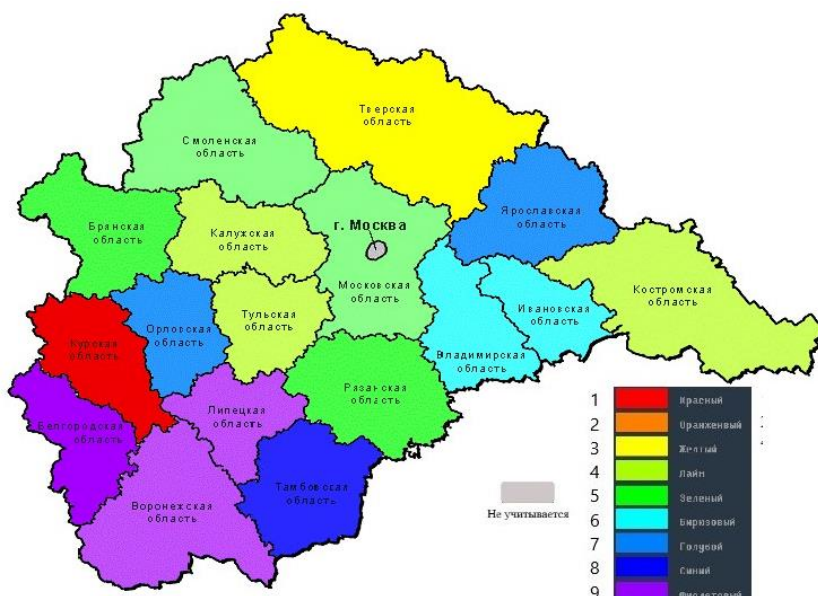 Тверская
область
Смоленская
область
Ярославская
область
Брянская
область
Калужская
область
г. Москва
Московская
область
Костромская
область
Ивановская
область
Владимирская
область
Тульская
область
Орловская
область
Курская
область
Рязанская
область
Липецкая
область
Белгородская
область
Тамбовская
область
Воронежская
область
Не учитывается
1 Красный
2 Оранжевый
3 Желтый
4 Лайм
5 Зеленый
6 Бирюзовый
7 Голубой
8 Синий
9 Фиолетовый